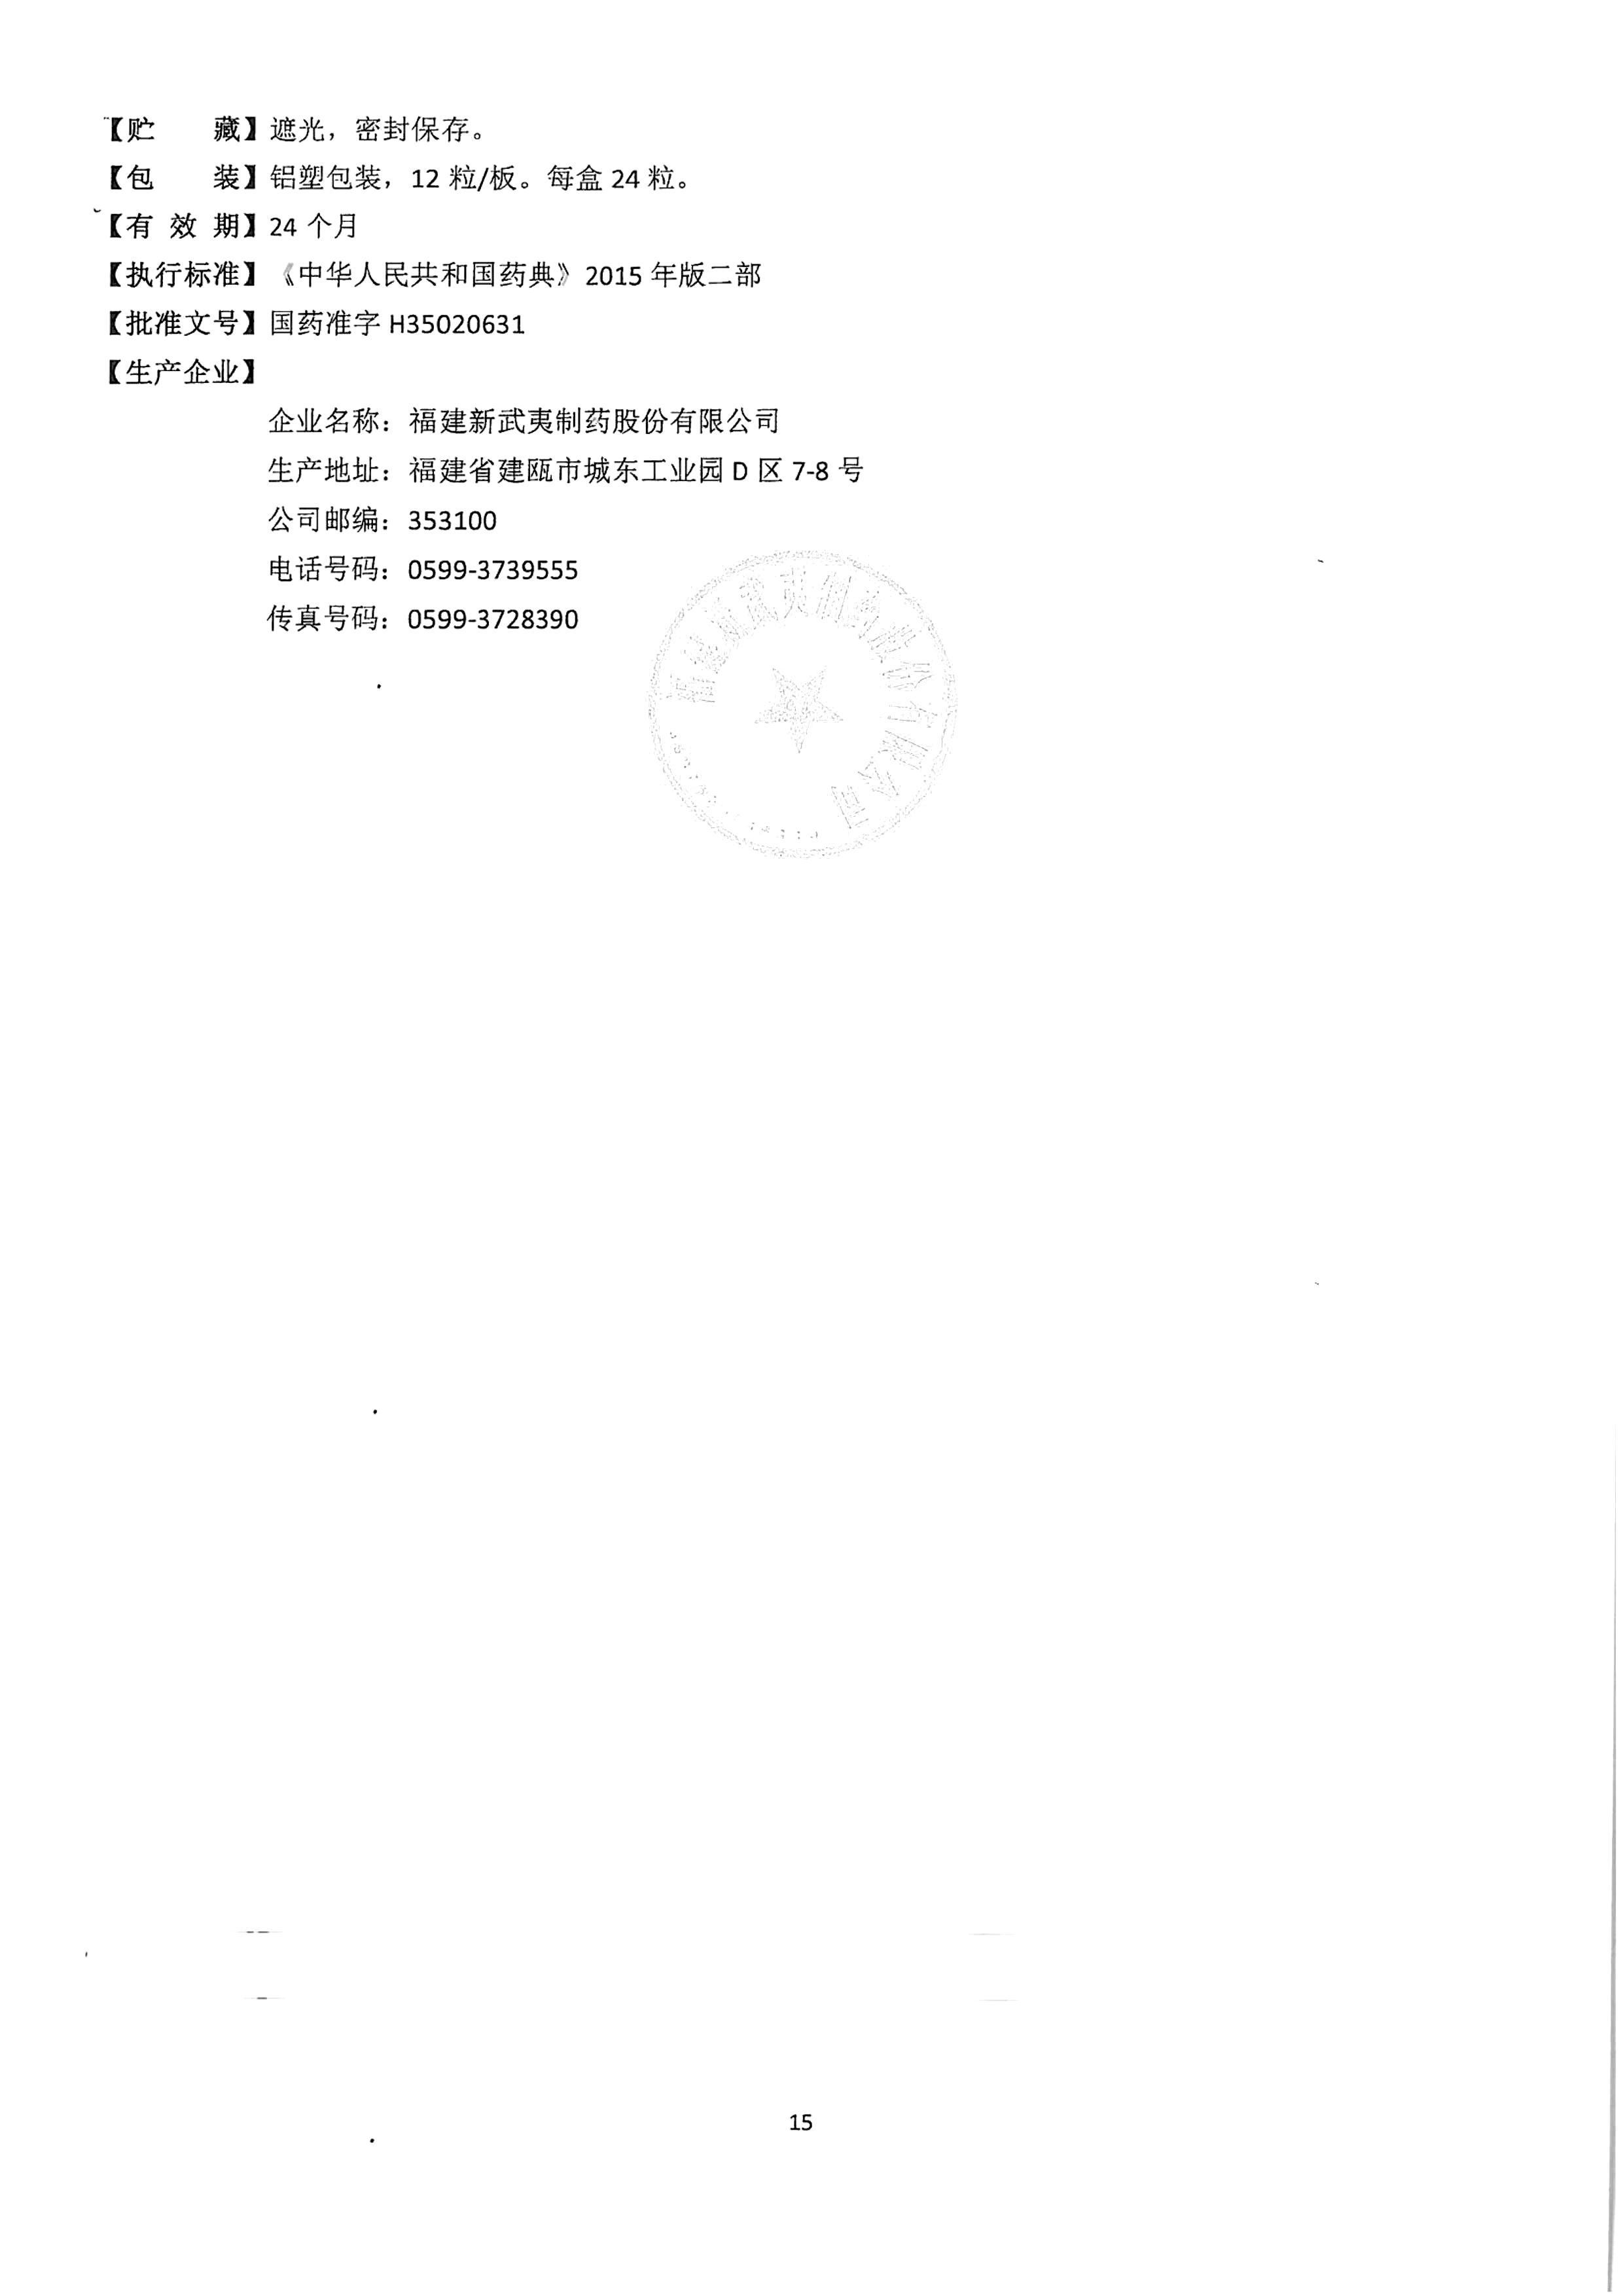 【贮　　藏】遮光，密封保存。
【包　　装】铝塑包装，12 粒/板。每盒 24 粒。
【有 效 期】24 个月
【执行标准】《中华人民共和国药典》2015 年版二部
【批准文号】国药准字 H35020631
【生产企业】
企业名称：福建新武夷制药股份有限公司
生产地址：福建省建瓯市城东工业园 D 区 7-8 号
公司邮编：353100
电话号码：0599-3739555
传真号码：0599-3728390
福建新武夷制药股份有限公司
15